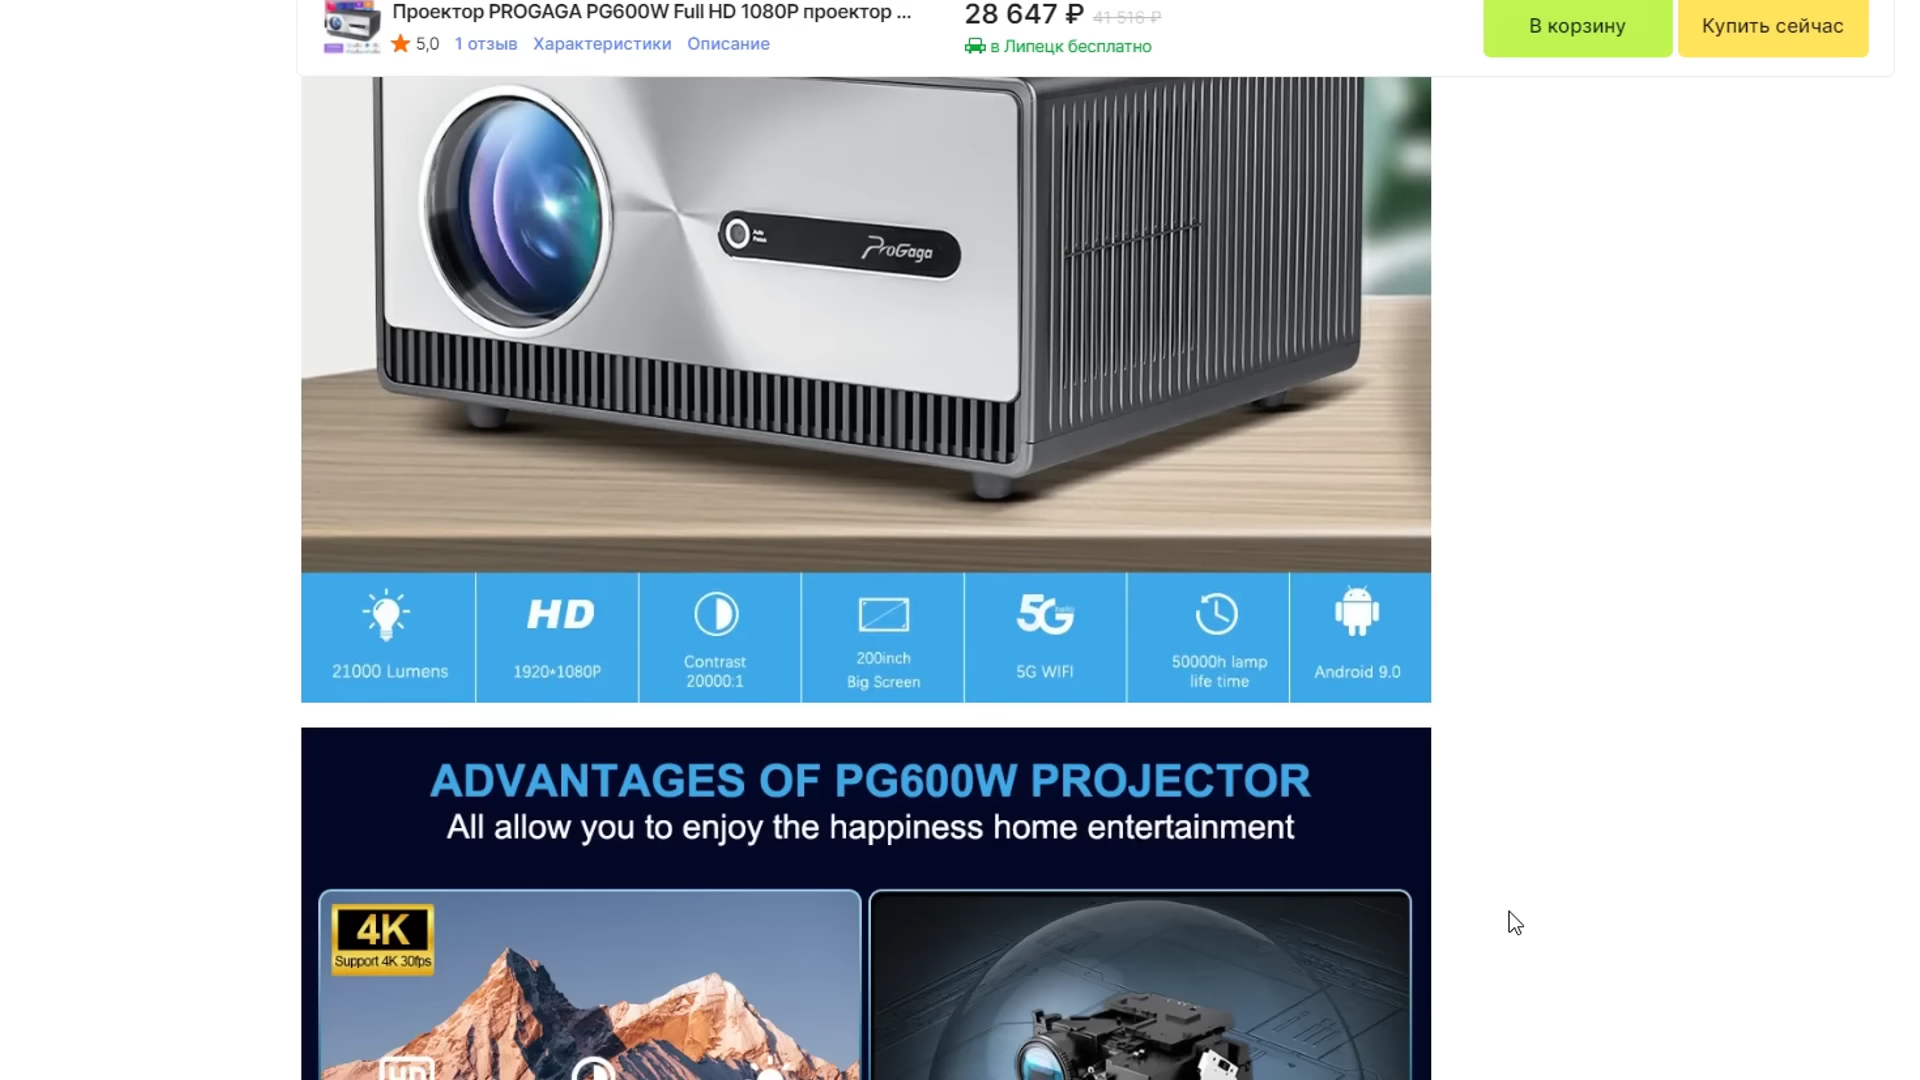 Проектор PROGAGA PG600W Full HD 1080P проектор ...
28 647 ₽ 41 516 ₽
В корзину
Купить сейчас
5,0 1 отзыв Характеристики Описание
в Липецк бесплатно
Auto
Focus
ProGaga
21000 Lumens
HD
1920*1080P
Contrast
20000:1
200inch
Big Screen
5G
5G WIFI
50000h lamp
life time
Android 9.0
ADVANTAGES OF PG600W PROJECTOR
All allow you to enjoy the happiness home entertainment
4K
Support 4K 30fps
HD